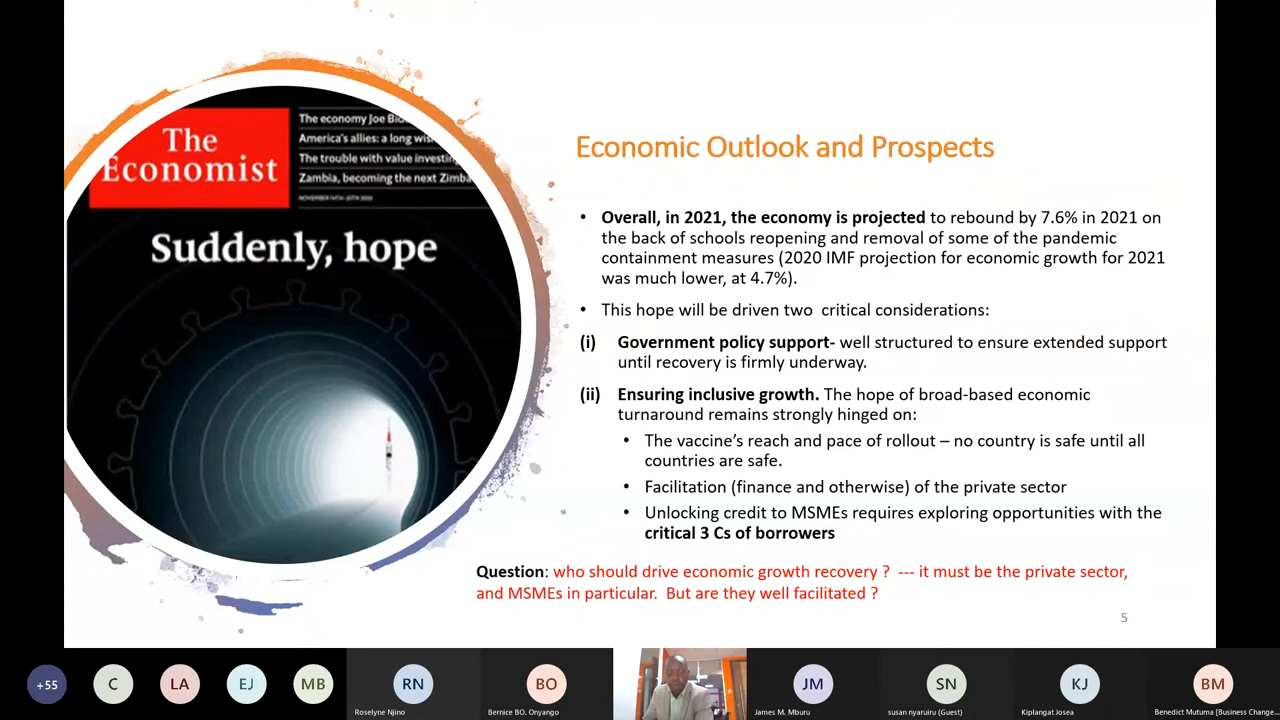 The
Economist
The economy Joe Bid
America's allies: a long wis
The trouble with value investin
Zambia, becoming the next Zimba
NOVEMBER 14TH-20TH 2020
Suddenly, hope
Economic Outlook and Prospects
• Overall, in 2021, the economy is projected to rebound by 7.6% in 2021 on
the back of schools reopening and removal of some of the pandemic
containment measures (2020 IMF projection for economic growth for 2021
was much lower, at 4.7%).
• This hope will be driven two critical considerations:
(i) Government policy support- well structured to ensure extended support
until recovery is firmly underway.
(ii) Ensuring inclusive growth. The hope of broad-based economic
turnaround remains strongly hinged on:
• The vaccine's reach and pace of rollout – no country is safe until all
countries are safe.
• Facilitation (finance and otherwise) of the private sector
• Unlocking credit to MSMEs requires exploring opportunities with the
critical 3 Cs of borrowers
Question: who should drive economic growth recovery ? --- it must be the private sector,
and MSMEs in particular. But are they well facilitated ?
5
+55 C LA EJ MB RN BO JM SN KJ BM
Roselyne Njino Bernice BO. Onyango James M. Mburu susan nyaruiru (Guest) Kiplangat Josea Benedict Mutuma (Business Change...